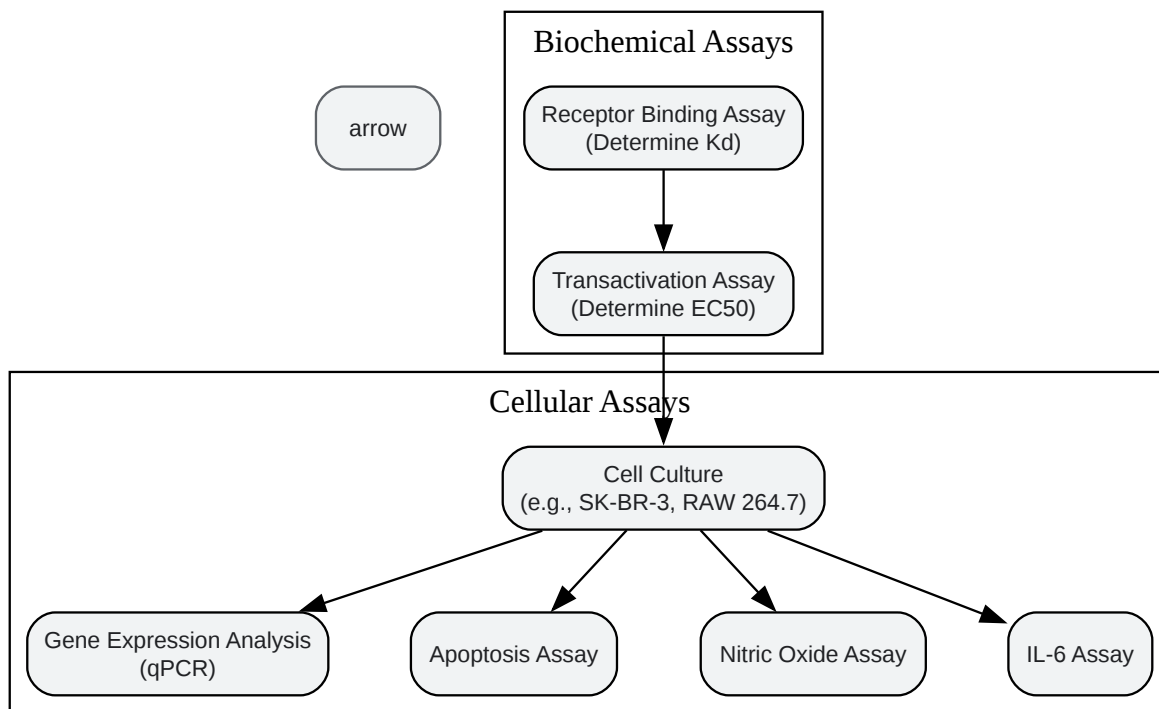 Biochemical Assays
arrow
Receptor Binding Assay
(Determine Kd)
Transactivation Assay
(Determine EC50)
Cellular Assays
Cell Culture
(e.g., SK-BR-3, RAW 264.7)
Gene Expression Analysis
(qPCR)
Apoptosis Assay
Nitric Oxide Assay
IL-6 Assay